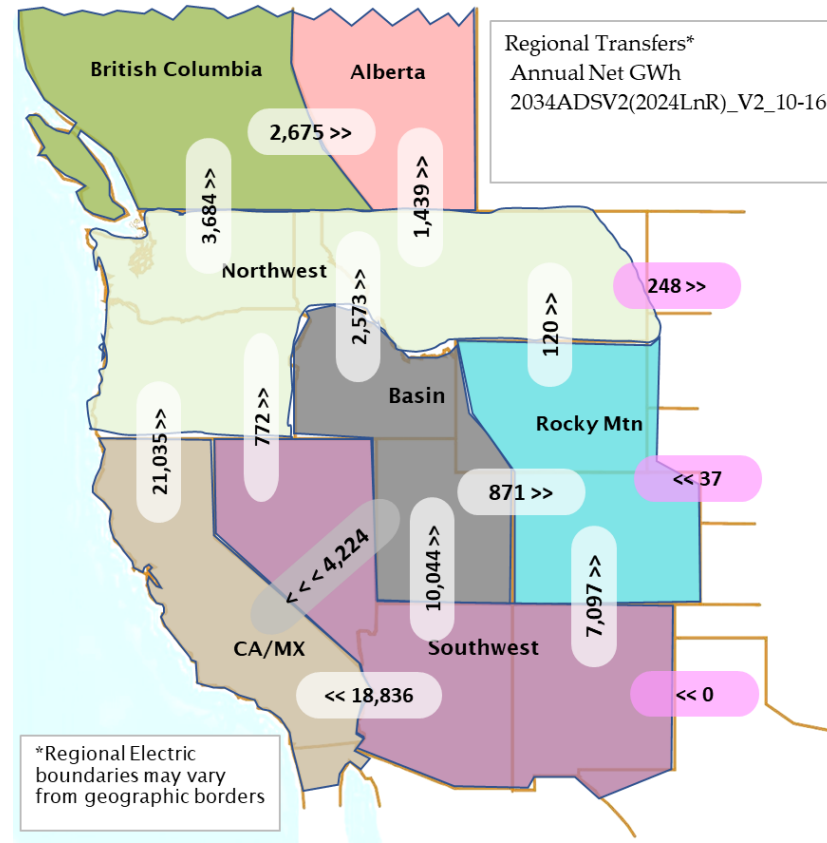 Regional Transfers*
Annual Net GWh
2034ADSV2(2024LnR)_V2_10-16
British Columbia
Alberta
2,675 >>
3,684 >>
1,439 >>
Northwest
2,573 >>
120 >>
248 >>
Basin
Rocky Mtn
21,035 >>
772 >>
871 >>
<< 37
< < < 4,224
10,044 >>
7,097 >>
CA/MX
Southwest
<< 18,836
<< 0
*Regional Electric
boundaries may vary
from geographic borders